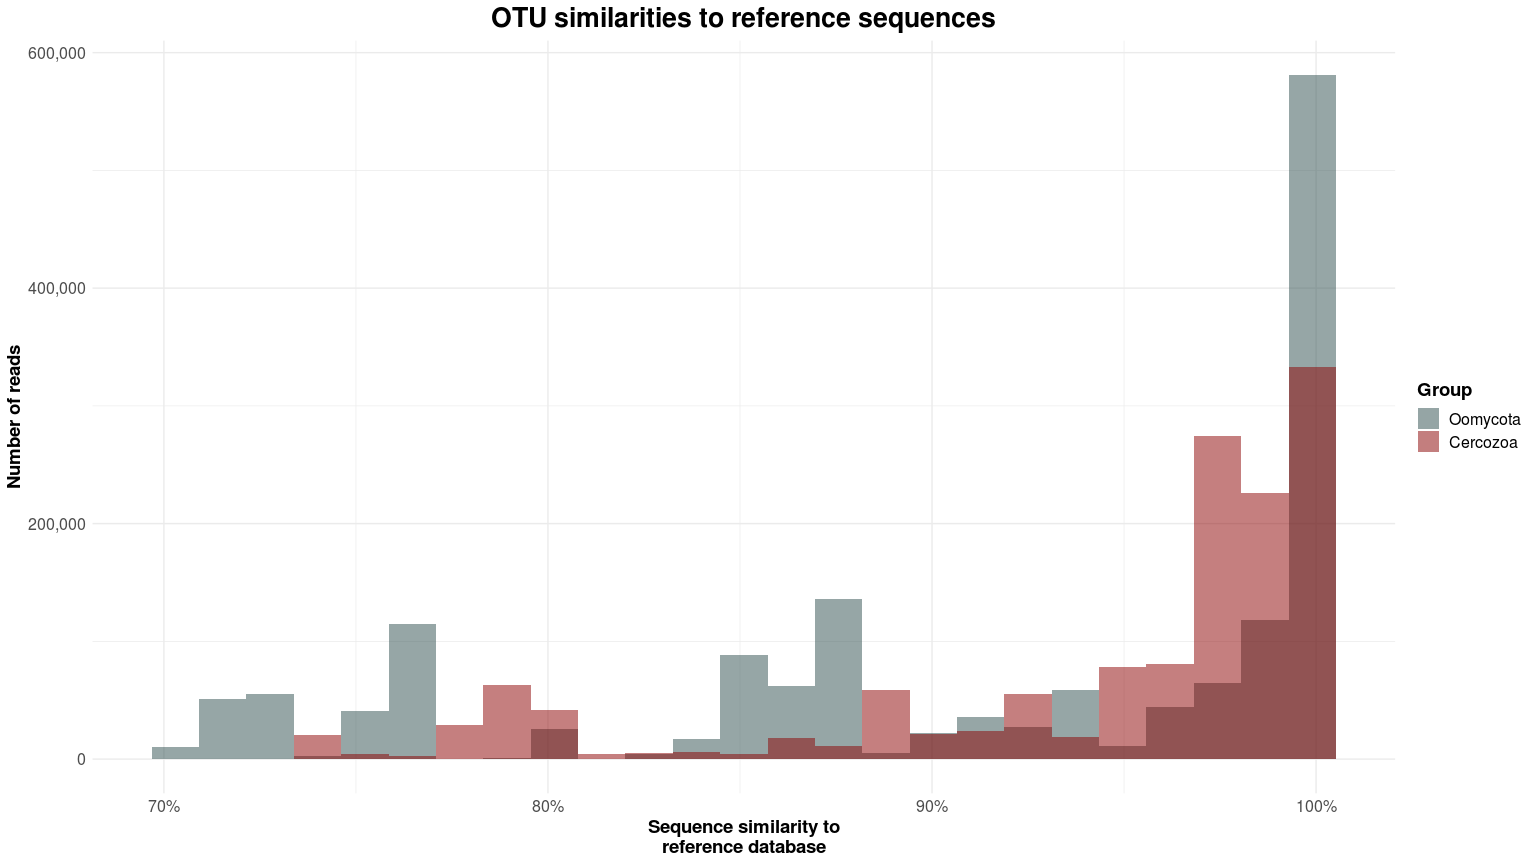 OTU similarities to reference sequences
600,000
400,000
200,000
0
Number of reads
70%
80%
90%
100%
Sequence similarity to
reference database
Group
Oomycota
Cercozoa